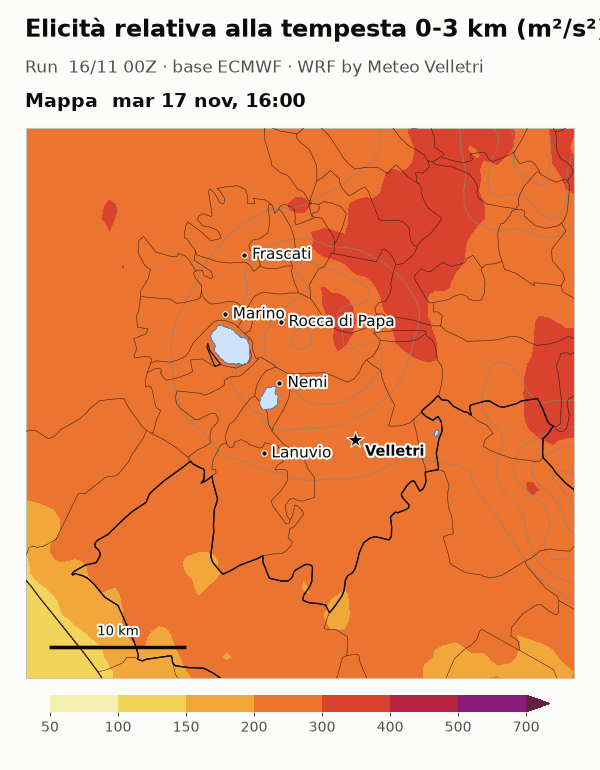 Elicità relativa alla tempesta 0-3 km (m²/s²)
Run  16/11 00Z · base ECMWF · WRF by Meteo Velletri
Mappa  mar 17 nov, 16:00
Frascati
Marino
Rocca di Papa
Nemi
Velletri
Lanuvio
10 km
50 100 150 200 300 400 500 700